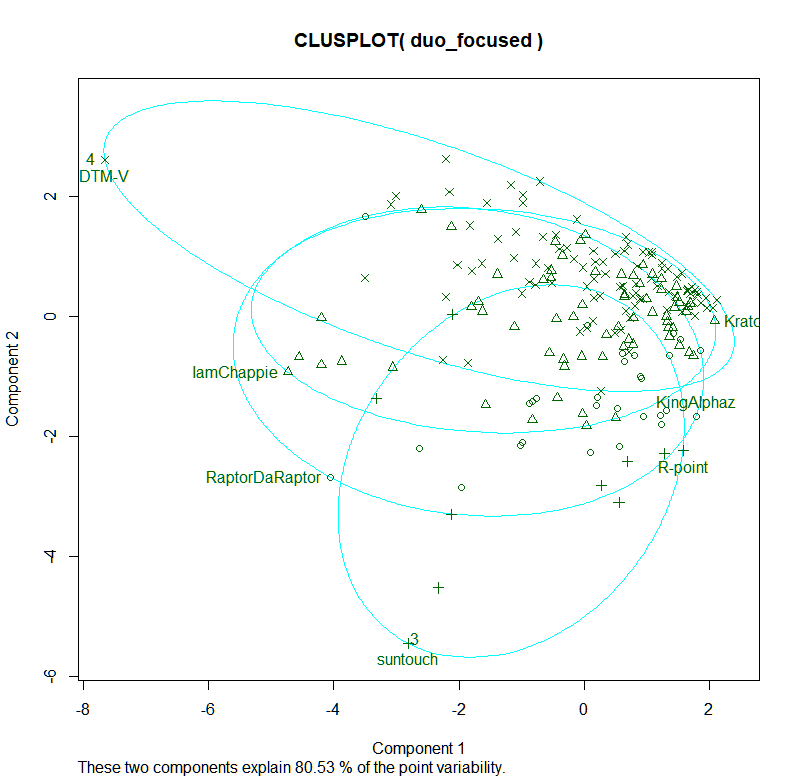 CLUSPLOT( duo_focused )
4
DTM-V
2
0
Krato
IamChappie
Component 2
KingAlphaz
-2
R-point
RaptorDaRaptor
-4
3
suntouch
-6
-8
-6
-4
-2
0
2
Component 1
These two components explain 80.53 % of the point variability.